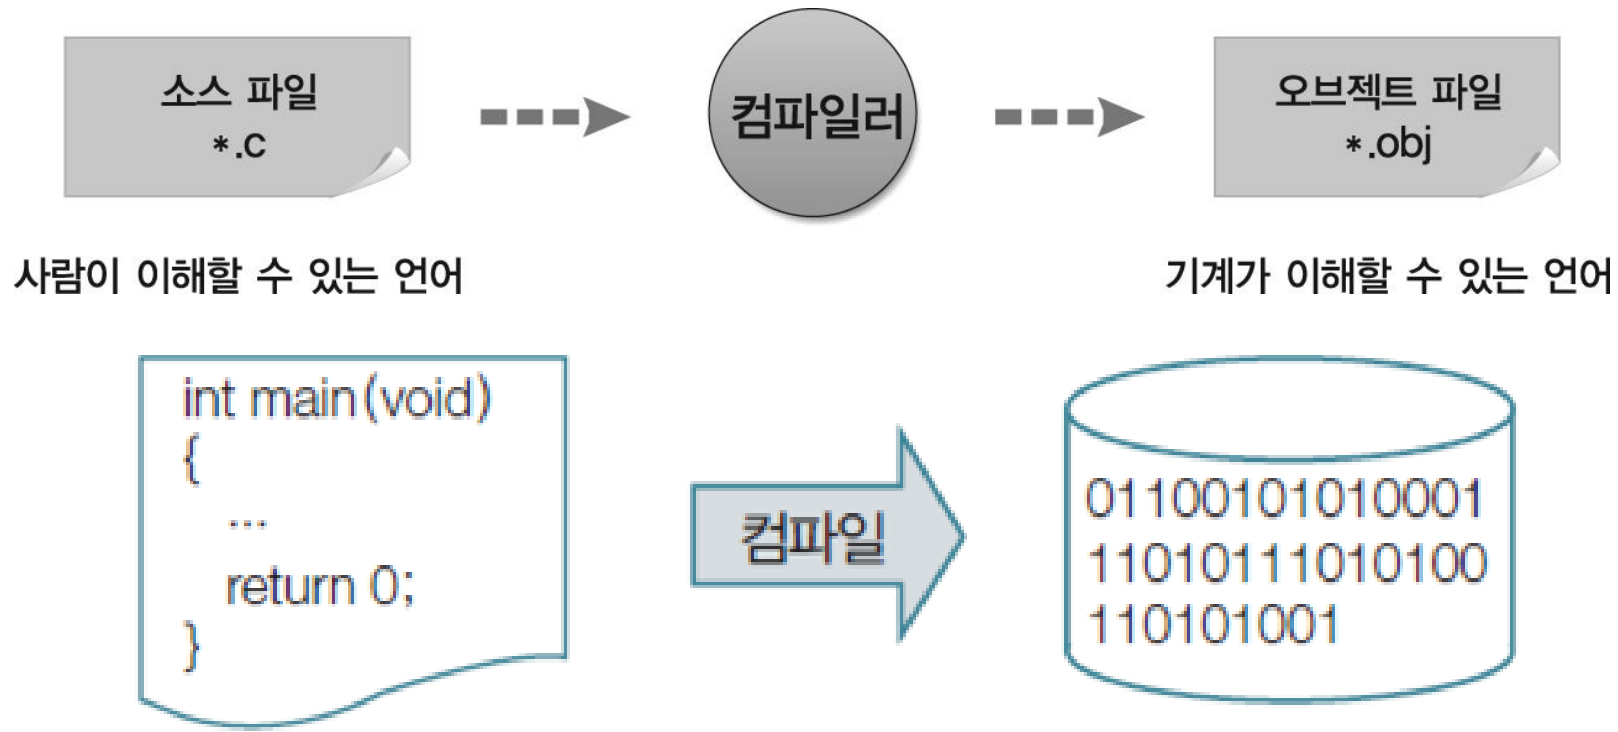 소스 파일
*.c
컴파일러
오브젝트 파일
*.obj
사람이 이해할 수 있는 언어
기계가 이해할 수 있는 언어
int main(void)
{
...
return 0;
}
컴파일
01100101010001
11010111010100
110101001